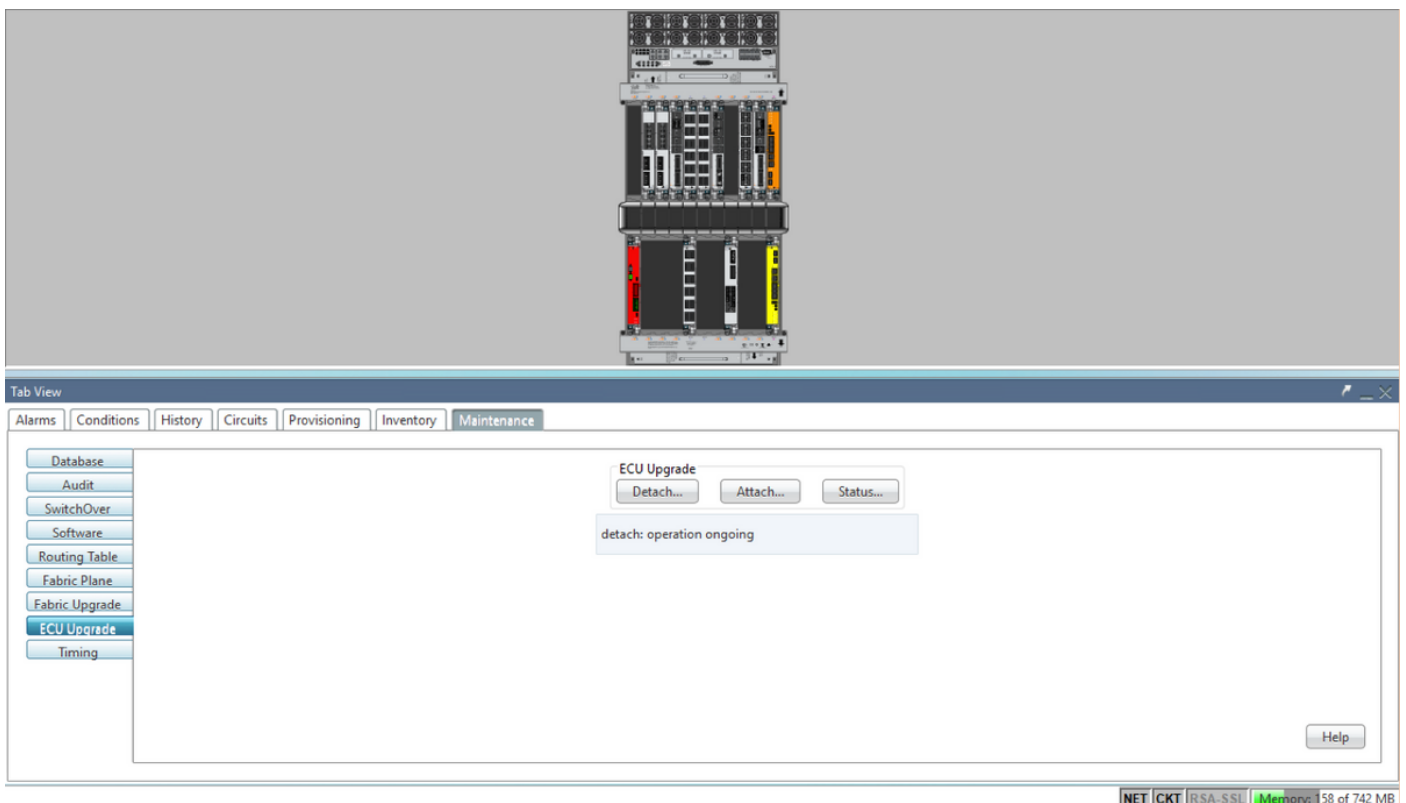 Tab View
Alarms Conditions History Circuits Provisioning Inventory Maintenance
Database
Audit
SwitchOver
Software
Routing Table
Fabric Plane
Fabric Upgrade
ECU Upgrade
Timing
ECU Upgrade
Detach... Attach... Status...
detach: operation ongoing
Help
NET CKT RSA-SSL Memory: 158 of 742 MB